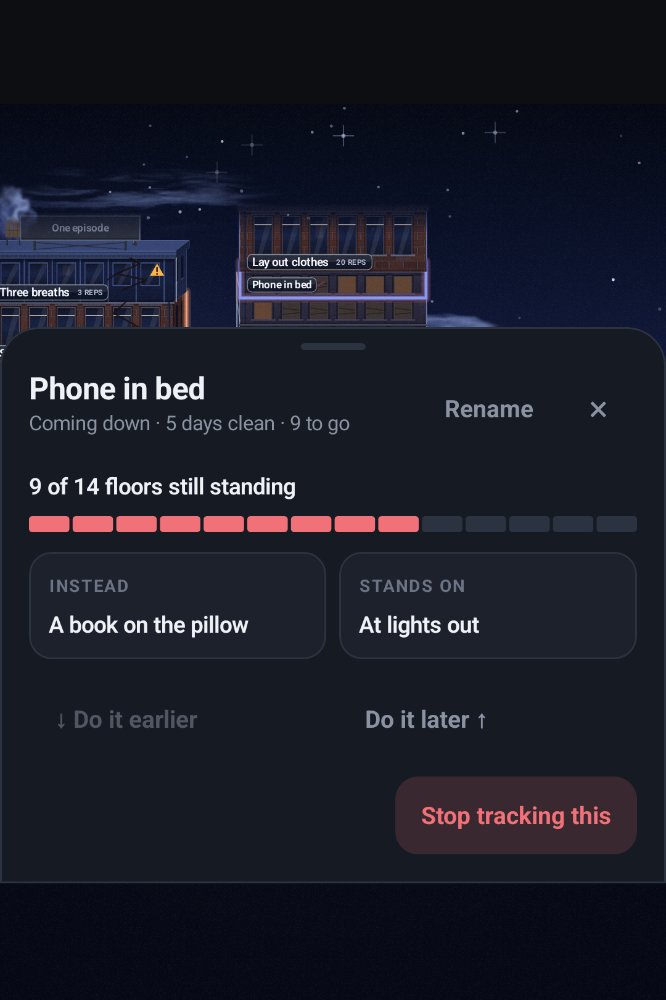 One episode
Lay out clothes 20 REPS
Phone in bed
Three breaths 3 REPS
Phone in bed
Coming down · 5 days clean · 9 to go
Rename
×
9 of 14 floors still standing
INSTEAD
A book on the pillow
STANDS ON
At lights out
↓ Do it earlier
Do it later ↑
Stop tracking this